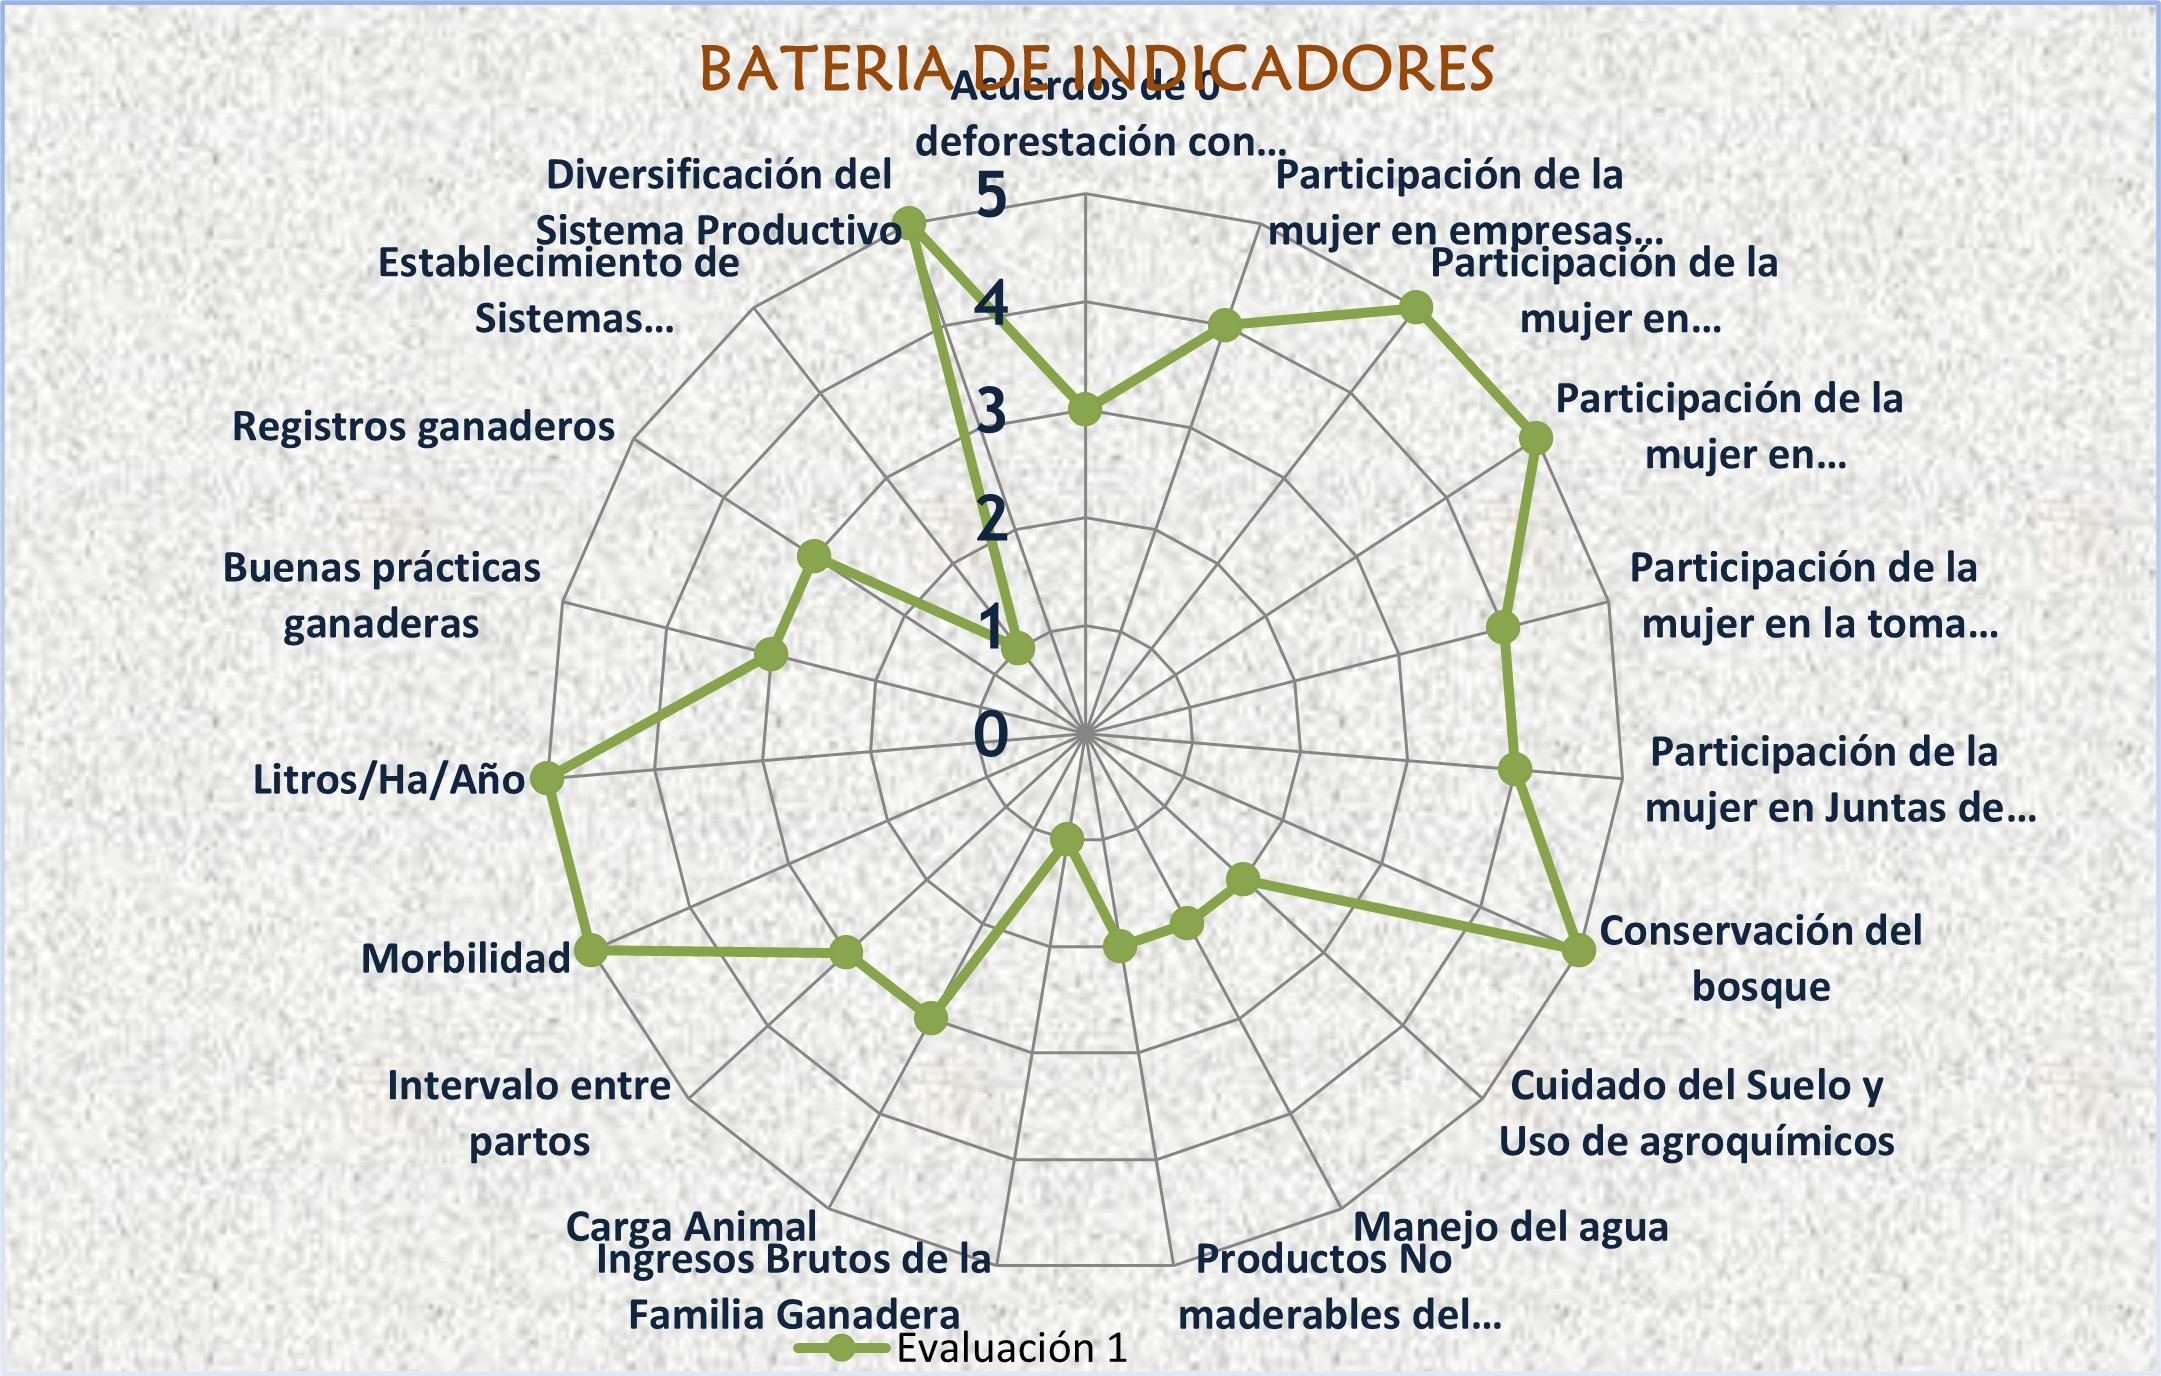 BATERIA DE INDICADORES
Acuerdos de 0
deforestación con...
Participación de la
mujer en empresas...
Participación de la
mujer en...
Participación de la
mujer en...
Participación de la
mujer en la toma...
Participación de la
mujer en Juntas de...
Conservación del
bosque
Cuidado del Suelo y
Uso de agroquímicos
Manejo del agua
Productos No
maderables del...
Ingresos Brutos de la
Familia Ganadera
Carga Animal
Intervalo entre
partos
Morbilidad
Litros/Ha/Año
Buenas prácticas
ganaderas
Registros ganaderos
Establecimiento de
Sistemas...
Diversificación del
Sistema Productivo
5
4
3
2
1
0
Evaluación 1